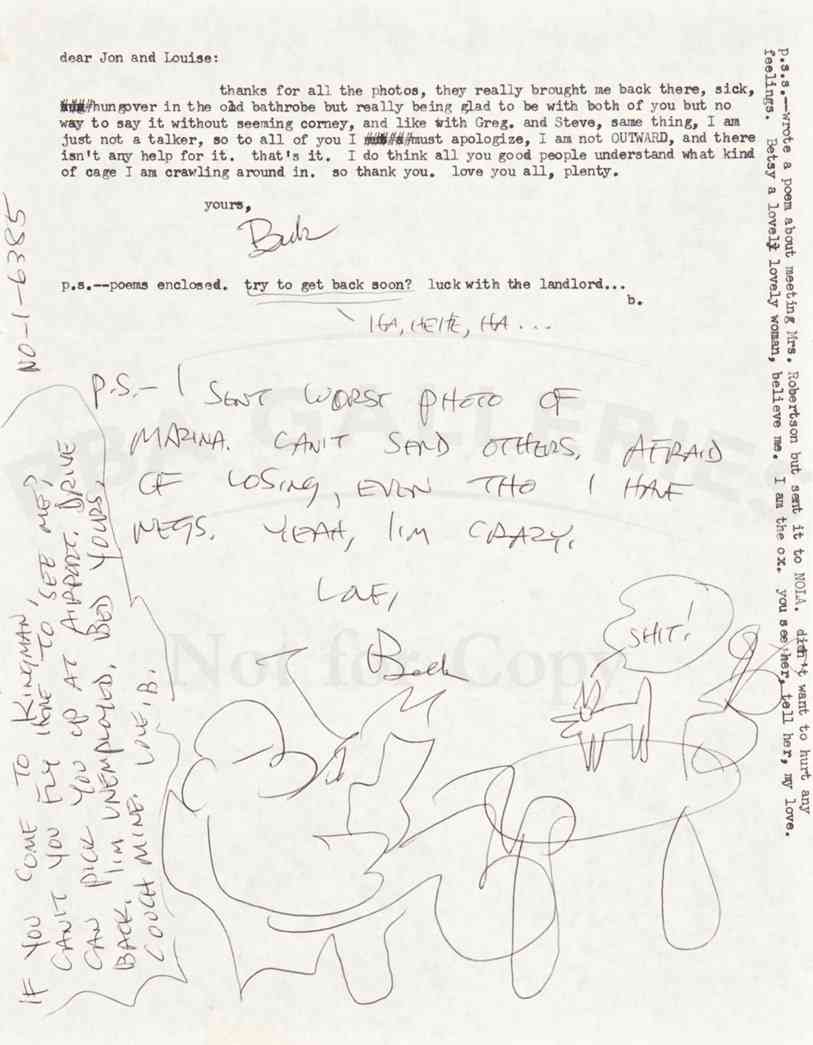 dear Jon and Louise:
thanks for all the photos, they really brought me back there, sick,
hungover in the old bathrobe but really being glad to be with both of you but no
way to say it without seeming corney, and like with Greg. and Steve, same thing, I am
just not a talker, so to all of you I must apologize, I am not OUTWARD, and there
isn't any help for it.  that's it.  I do think all you good people understand what kind
of cage I am crawling around in.  so thank you.  love you all, plenty.
yours,
Buk
p.s.--poems enclosed.  try to get back soon?  luck with the landlord...
b.
HA, HEHE, HA...
P.S.- I SENT WORST PHOTO OF
MARINA. CAN'T SEND OTHERS, AFRAID
OF LOSING, EVEN THO I HAVE
NEGS. YEAH, I'M CRAZY.
LOVE,
Buk
SHIT!
NO-1-6385
IF YOU COME TO KINGMAN,
CAN'T YOU FLY HERE TO SEE ME?
CAN PICK YOU UP AT AIRPORT. DRIVE
BACK. I'M UNEMPLOYED. BED YOURS,
COUCH MINE. LOVE, B.
p.s.s.--wrote a poem about meeting Mrs. Robertson but sent it to NOLA.  didn't want to hurt any
feelings.  Betsy a lovely lovely woman, believe me.  I am the ox.  you see her, tell her, my love.
PBA GALLERIES
Not for Copy